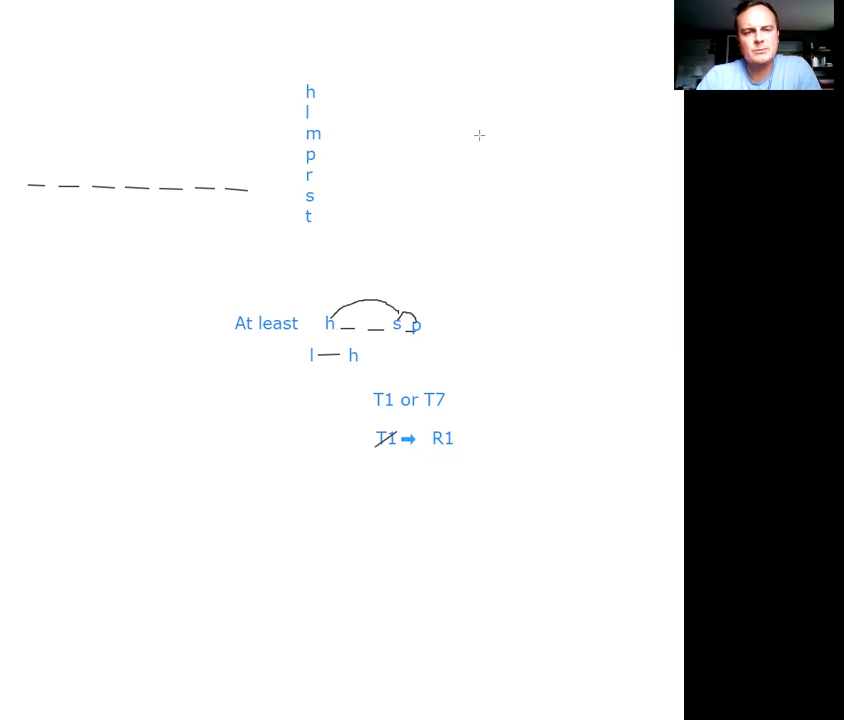 h
l
m
p
r
s
t
At least h _ _ s p
l — h
T1 or T7
T1 ➡ R1